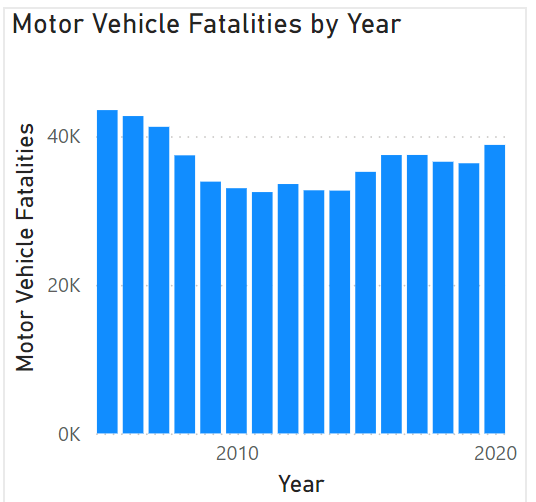 Motor Vehicle Fatalities by Year
Motor Vehicle Fatalities
40K
20K
0K
2010
2020
Year